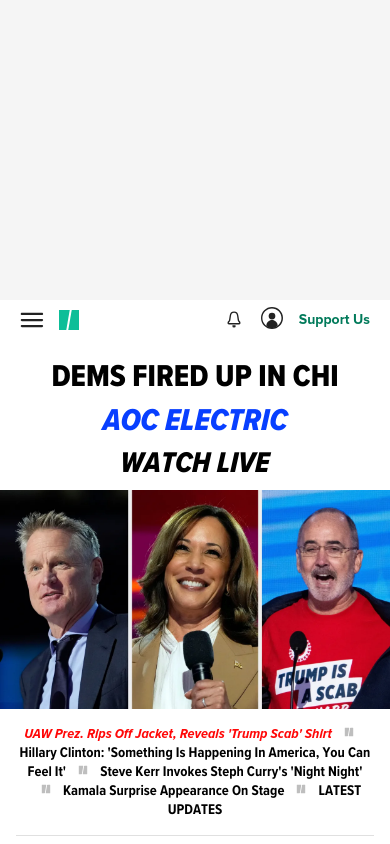 Support Us
DEMS FIRED UP IN CHI
AOC ELECTRIC
WATCH LIVE
TRUMP IS
A SCAB
UAW Prez. Rips Off Jacket, Reveals 'Trump Scab' Shirt
Hillary Clinton: 'Something Is Happening In America, You Can
Feel It' Steve Kerr Invokes Steph Curry's 'Night Night'
Kamala Surprise Appearance On Stage LATEST
UPDATES